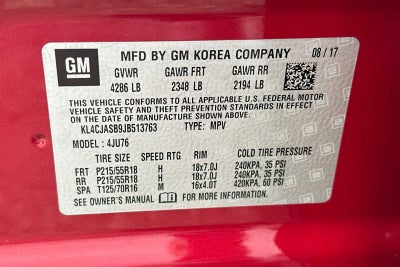 GM
MFD BY GM KOREA COMPANY 08 / 17
GVWR GAWR FRT GAWR RR
4286 LB 2348 LB 2194 LB
THIS VEHICLE CONFORMS TO ALL APPLICABLE U.S. FEDERAL
MOTOR VEHICLE SAFETY, BUMPER, AND THEFT PREVENTION
STANDARDS IN EFFECT ON THE DATE OF MANUFACTURE SHOWN ABOVE.
KL4CJASB9JB513763 TYPE: MPV
MODEL : 4JU76
TIRE SIZE SPEED RTG RIM COLD TIRE PRESSURE
FRT P215/55R18 H 18x7.0J 240KPA, 35 PSI
RR P215/55R18 H 18x7.0J 240KPA, 35 PSI
SPA T125/70R16 M 16x4.0T 420KPA, 60 PSI
SEE OWNER'S MANUAL FOR MORE INFORMATION.